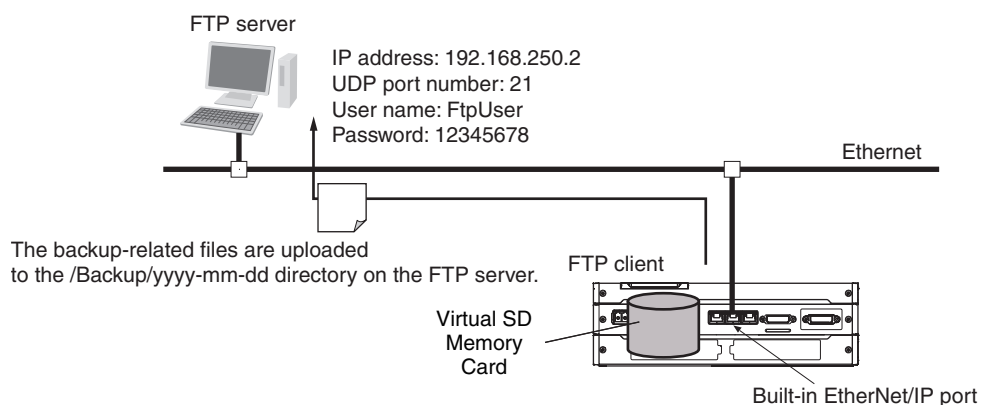 FTP server
IP address: 192.168.250.2
UDP port number: 21
User name: FtpUser
Password: 12345678
Ethernet
The backup-related files are uploaded
to the /Backup/yyyy-mm-dd directory on the FTP server.
FTP client
Virtual SD
Memory
Card
Built-in EtherNet/IP port